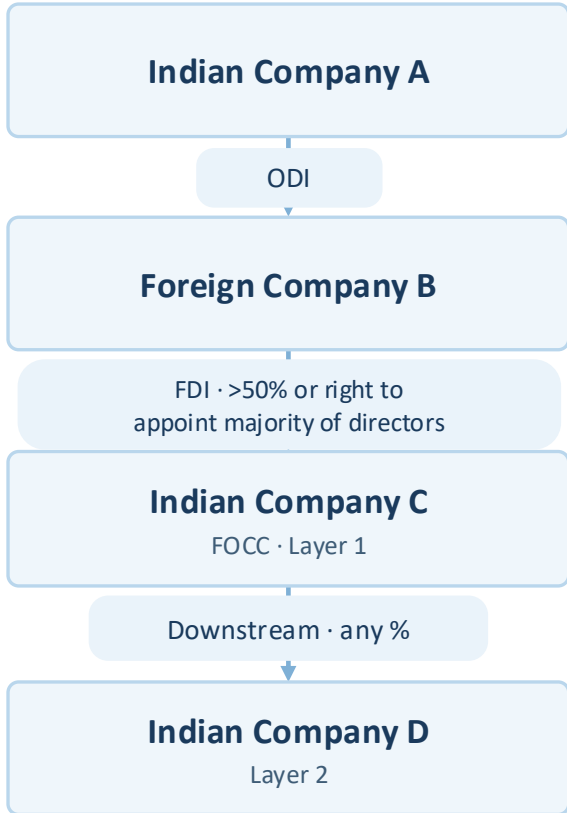 Indian Company A
ODI
Foreign Company B
FDI · >50% or right to
appoint majority of directors
Indian Company C
FOCC · Layer 1
Downstream · any %
Indian Company D
Layer 2